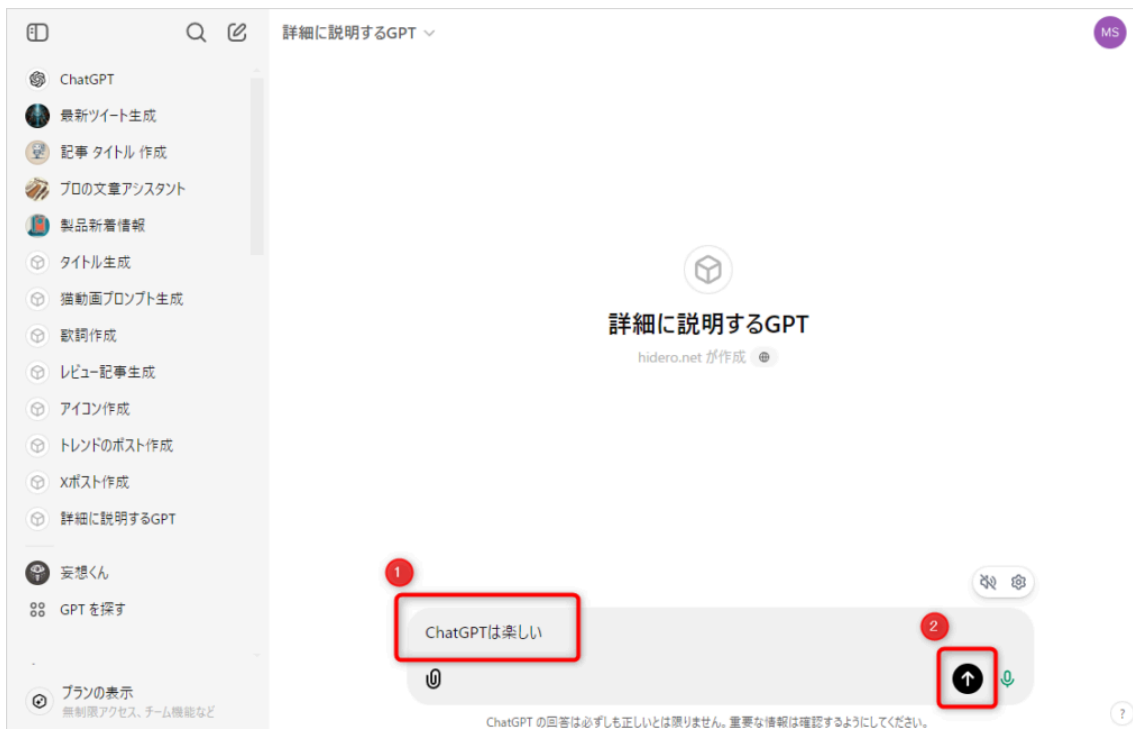 詳細に説明するGPT
MS
ChatGPT
最新ツイート生成
記事 タイトル 作成
プロの文章アシスタント
製品新着情報
タイトル生成
猫動画プロンプト生成
歌詞作成
レビュー記事生成
アイコン作成
トレンドのポスト作成
Xポスト作成
詳細に説明するGPT
妄想くん
GPT を探す
プランの表示
無制限アクセス、チーム機能など
詳細に説明するGPT
hidero.net が作成
1
ChatGPTは楽しい
2
ChatGPT の回答は必ずしも正しいとは限りません。重要な情報は確認するようにしてください。
?